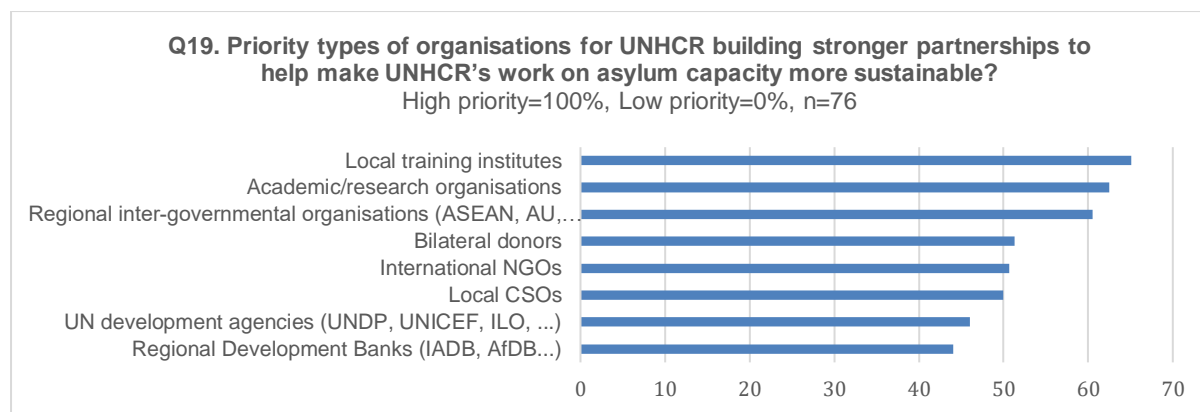 Q19. Priority types of organisations for UNHCR building stronger partnerships to
help make UNHCR’s work on asylum capacity more sustainable?
High priority=100%, Low priority=0%, n=76
Local training institutes
Academic/research organisations
Regional inter-governmental organisations (ASEAN, AU,…
Bilateral donors
International NGOs
Local CSOs
UN development agencies (UNDP, UNICEF, ILO, ...)
Regional Development Banks (IADB, AfDB...)
0 10 20 30 40 50 60 70